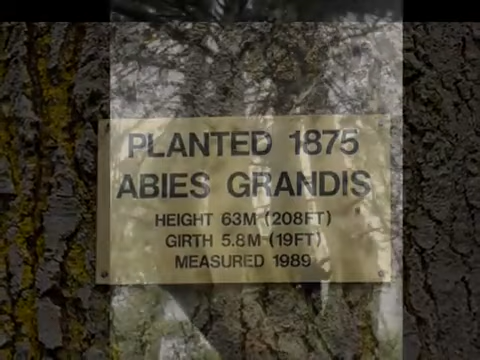 PLANTED 1875
ABIES GRANDIS
HEIGHT 63M (208FT)
GIRTH 5.8M (19FT)
MEASURED 1989